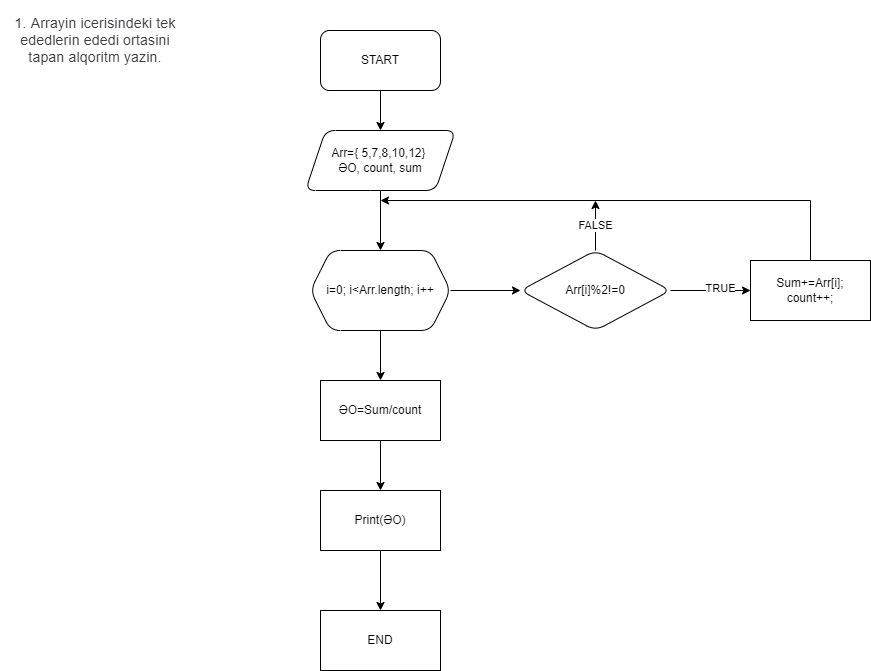 1. Arrayin icerisindeki tek
ededlerin ededi ortasini
tapan alqoritm yazin.
START
Arr={ 5,7,8,10,12}
ƏO, count, sum
FALSE
i=0; i<Arr.length; i++
Arr[i]%2!=0
TRUE
Sum+=Arr[i];
count++;
ƏO=Sum/count
Print(ƏO)
END